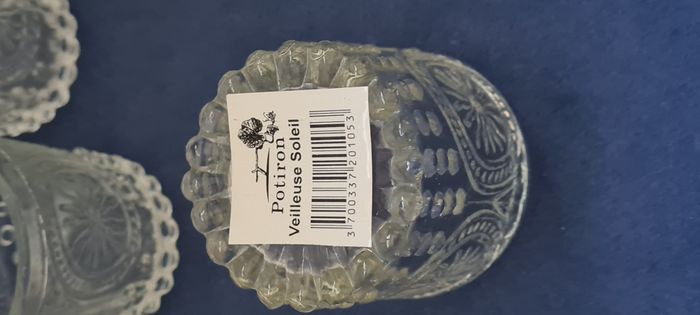 Potiron
Veilleuse Soleil
3 700337 201053